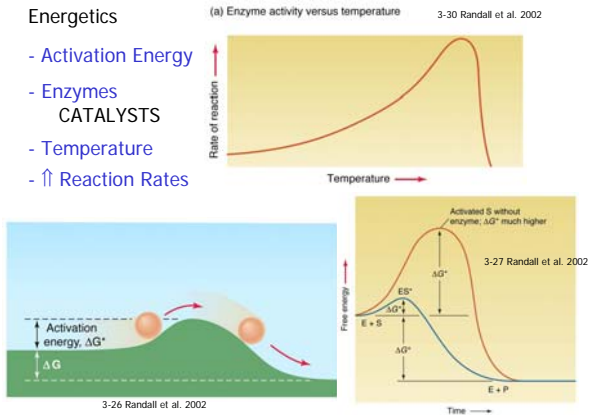 Energetics
- Activation Energy
- Enzymes
CATALYSTS
- Temperature
- ⇑ Reaction Rates
(a) Enzyme activity versus temperature
3-30 Randall et al. 2002
Rate of reaction
Temperature
Activation
energy, ΔG*
ΔG
3-26 Randall et al. 2002
Activated S without
enzyme; ΔG* much higher
3-27 Randall et al. 2002
ΔG*
ES*
ΔG*
E + S
ΔG*
E + P
Free energy
Time